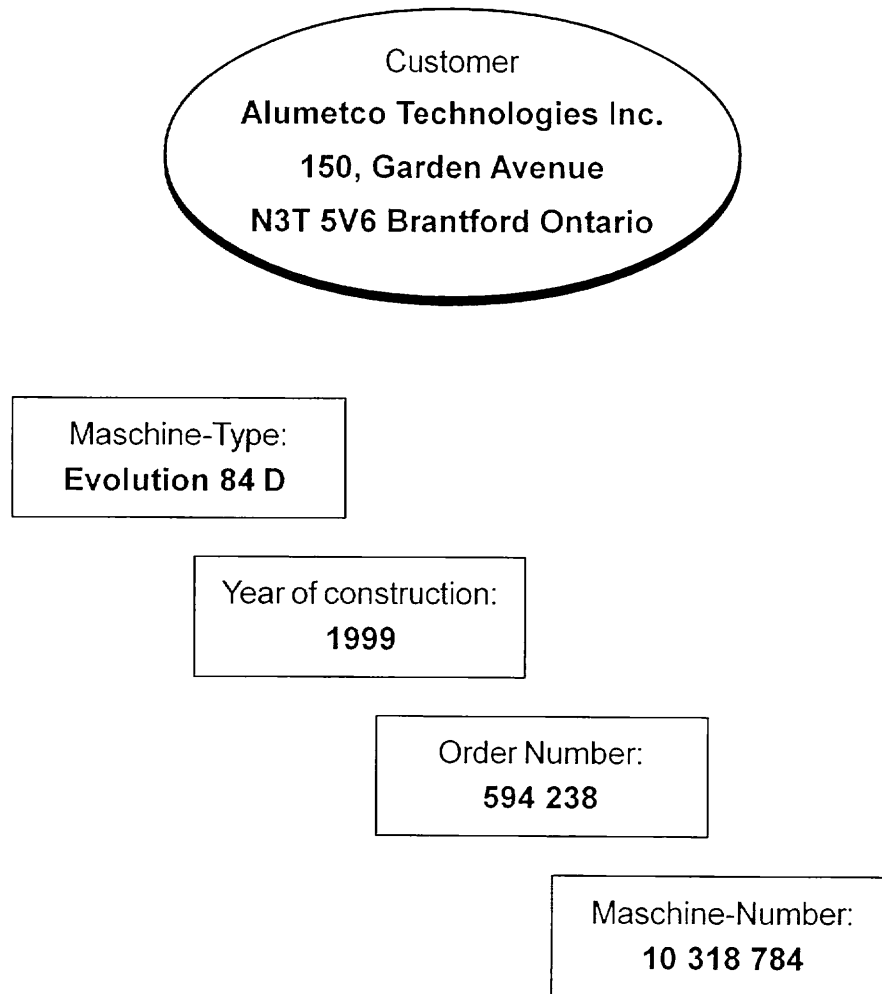 Customer
Alumetco Technologies Inc.
150, Garden Avenue
N3T 5V6 Brantford Ontario
Maschine-Type:
Evolution 84 D
Year of construction:
1999
Order Number:
594 238
Maschine-Number:
10 318 784